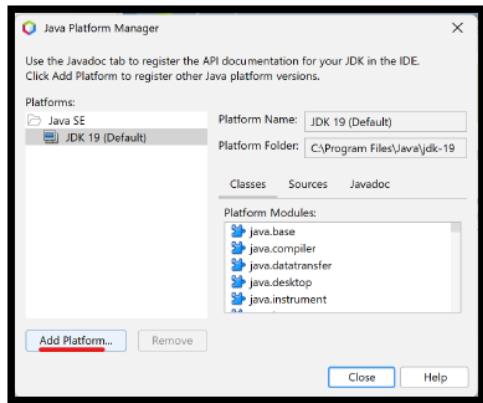 Java Platform Manager
Use the Javadoc tab to register the API documentation for your JDK in the IDE.
Click Add Platform to register other Java platform versions.
Platforms:
Java SE
JDK 19 (Default)
Platform Name: JDK 19 (Default)
Platform Folder: C:\Program Files\Java\jdk-19
Classes Sources Javadoc
Platform Modules:
java.base
java.compiler
java.datatransfer
java.desktop
java.instrument
Add Platform... Remove
Close Help